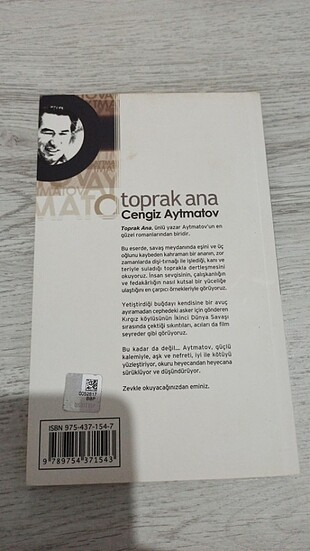 toprak ana
Cengiz Aytmatov
Toprak Ana, ünlü yazar Aytmatov'un en
güzel romanlarından biridir.
Bu eserde, savaş meydanında eşini ve üç
oğlunu kaybeden kahraman bir ananın, zor
zamanlarda dişi-tırnağı ile işlediği, kanı ve
teriyle suladığı toprakla dertleşmesini
okuyoruz. İnsan sevgisinin, çalışkanlığın
ve fedakârlığın nasıl kutsal bir yüceliğe
ulaştığını en çarpıcı örnekleriyle görüyoruz.
Yetiştirdiği buğdayı kendisine bir avuç
ayıramadan cephedeki asker için gönderen
Kırgız köylüsünün İkinci Dünya Savaşı
sırasında çektiği sıkıntıları, acıları da film
seyreder gibi görüyoruz.
Bu kadar da değil... Aytmatov, güçlü
kalemiyle, aşk ve nefreti, iyi ile kötüyü
yüzleştiriyor, okuru heyecandan heyecana
sürüklüyor ve düşündürüyor.
Zevkle okuyacağınızdan eminiz.
ISBN 975-437-154-7
9 789754 371543